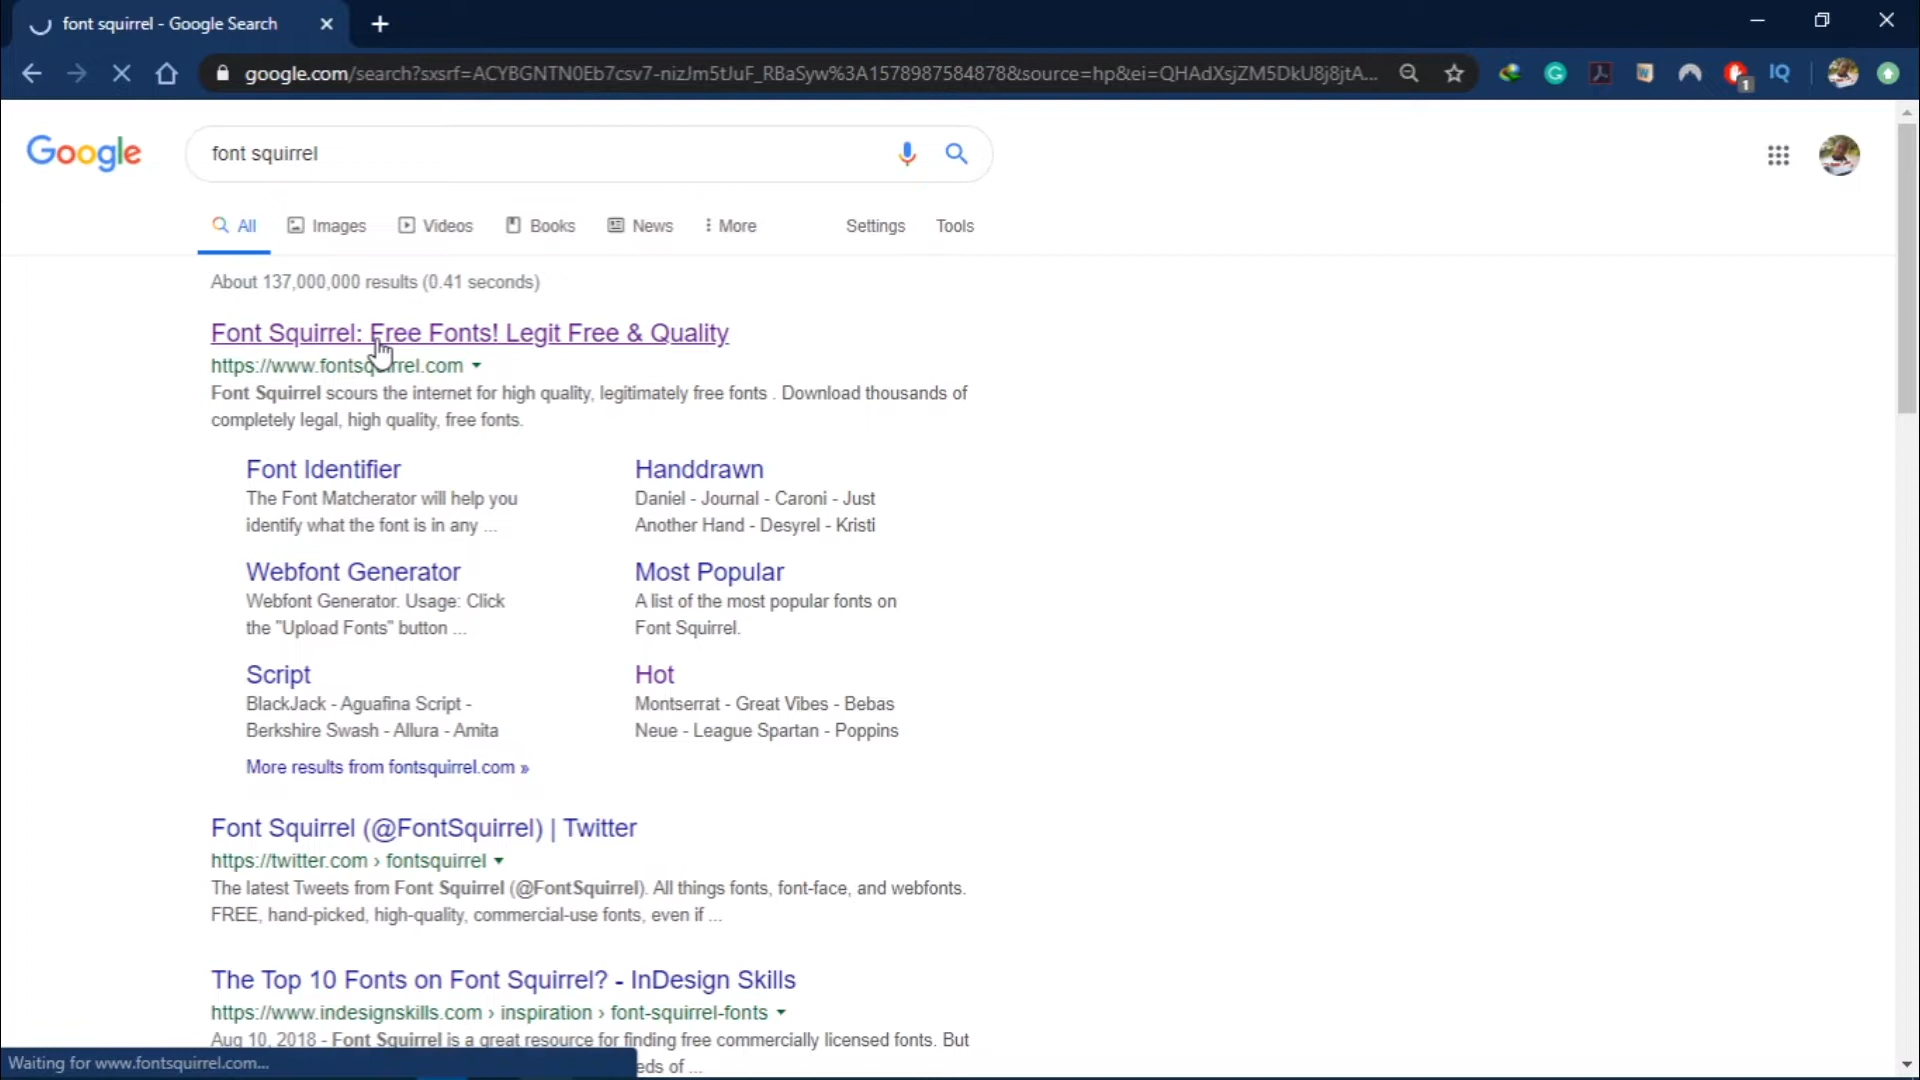 font squirrel - Google Search
google.com/search?sxsrf=ACYBGNTN0Eb7csv7-nizJm5tJuF_RBaSyw%3A1578987584878&source=hp&ei=QHAdXsjZM5DkU8j8jtA...
1
IQ
Google
font squirrel
All Images Videos Books News More Settings Tools
About 137,000,000 results (0.41 seconds)
Font Squirrel: Free Fonts! Legit Free & Quality
https://www.fontsquirrel.com
Font Squirrel scours the internet for high quality, legitimately free fonts . Download thousands of
completely legal, high quality, free fonts.
Font Identifier
The Font Matcherator will help you
identify what the font is in any ...
Handdrawn
Daniel - Journal - Caroni - Just
Another Hand - Desyrel - Kristi
Webfont Generator
Webfont Generator. Usage: Click
the "Upload Fonts" button ...
Most Popular
A list of the most popular fonts on
Font Squirrel.
Script
BlackJack - Aguafina Script -
Berkshire Swash - Allura - Amita
Hot
Montserrat - Great Vibes - Bebas
Neue - League Spartan - Poppins
More results from fontsquirrel.com »
Font Squirrel (@FontSquirrel) | Twitter
https://twitter.com › fontsquirrel
The latest Tweets from Font Squirrel (@FontSquirrel). All things fonts, font-face, and webfonts.
FREE, hand-picked, high-quality, commercial-use fonts, even if ...
The Top 10 Fonts on Font Squirrel? - InDesign Skills
https://www.indesignskills.com › inspiration › font-squirrel-fonts
Aug 10, 2018 - Font Squirrel is a great resource for finding free commercially licensed fonts. But
eds of ...
Waiting for www.fontsquirrel.com...